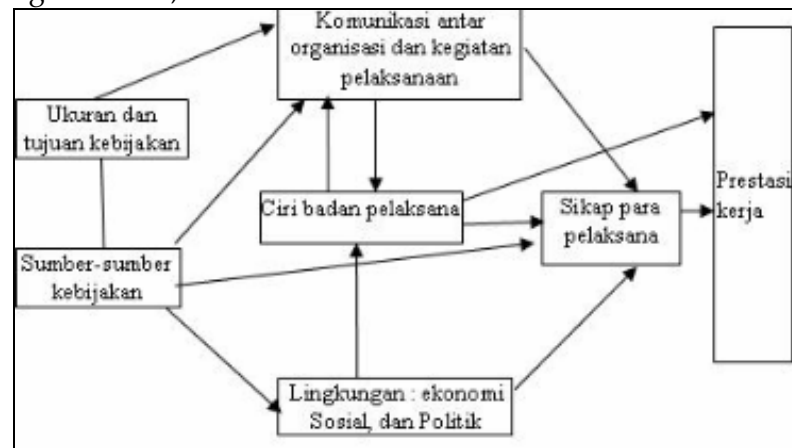 Komunikasi antar
organisasi dan kegiatan
pelaksanaan
Ukuran dan
tujuan kebijakan
Prestasi
kerja
Ciri badan pelaksana
Sikap para
pelaksana
Sumber-sumber
kebijakan
Lingkungan : ekonomi
Sosial, dan Politik